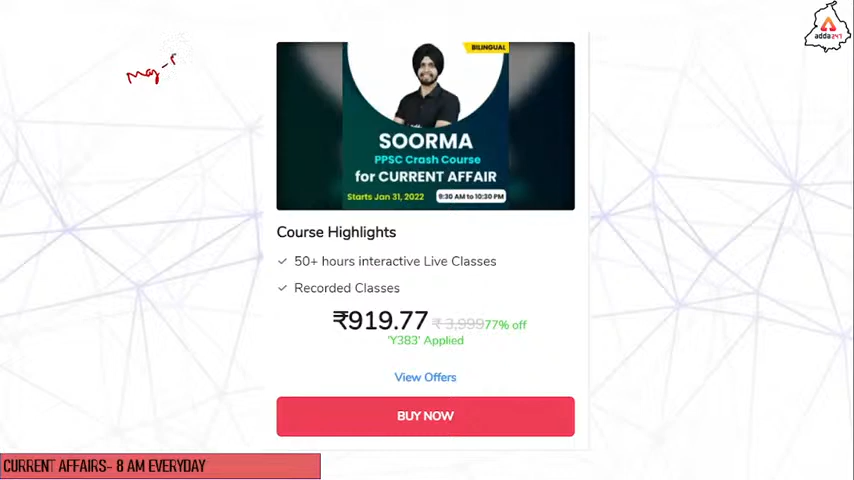 BILINGUAL
adda247
SOORMA
PPSC Crash Course
for CURRENT AFFAIR
Starts Jan 31, 2022 9:30 AM to 10:30 PM
Course Highlights
50+ hours interactive Live Classes
Recorded Classes
₹919.77 ₹ 3,999 77% off
'Y383' Applied
View Offers
BUY NOW
CURRENT AFFAIRS- 8 AM EVERYDAY